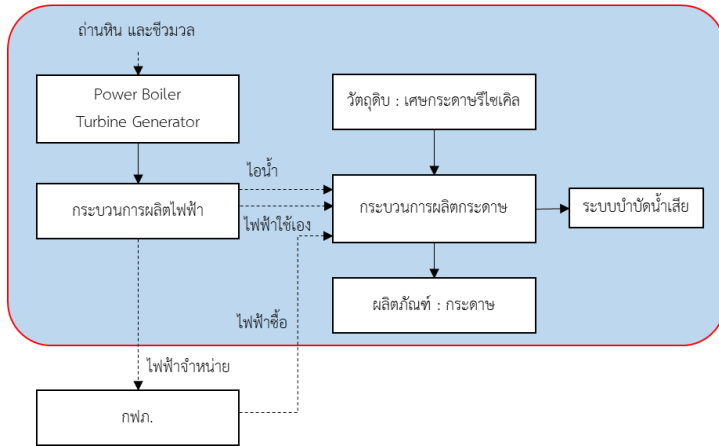 ถ่านหิน และชีวมวล
Power Boiler
Turbine Generator
วัตถุดิบ : เศษกระดาษรีไซเคิล
ไอน้ำ
กระบวนการผลิตไฟฟ้า
กระบวนการผลิตกระดาษ
ระบบบำบัดน้ำเสีย
ไฟฟ้าใช้เอง
ผลิตภัณฑ์ : กระดาษ
ไฟฟ้าซื้อ
ไฟฟ้าจำหน่าย
กฟภ.